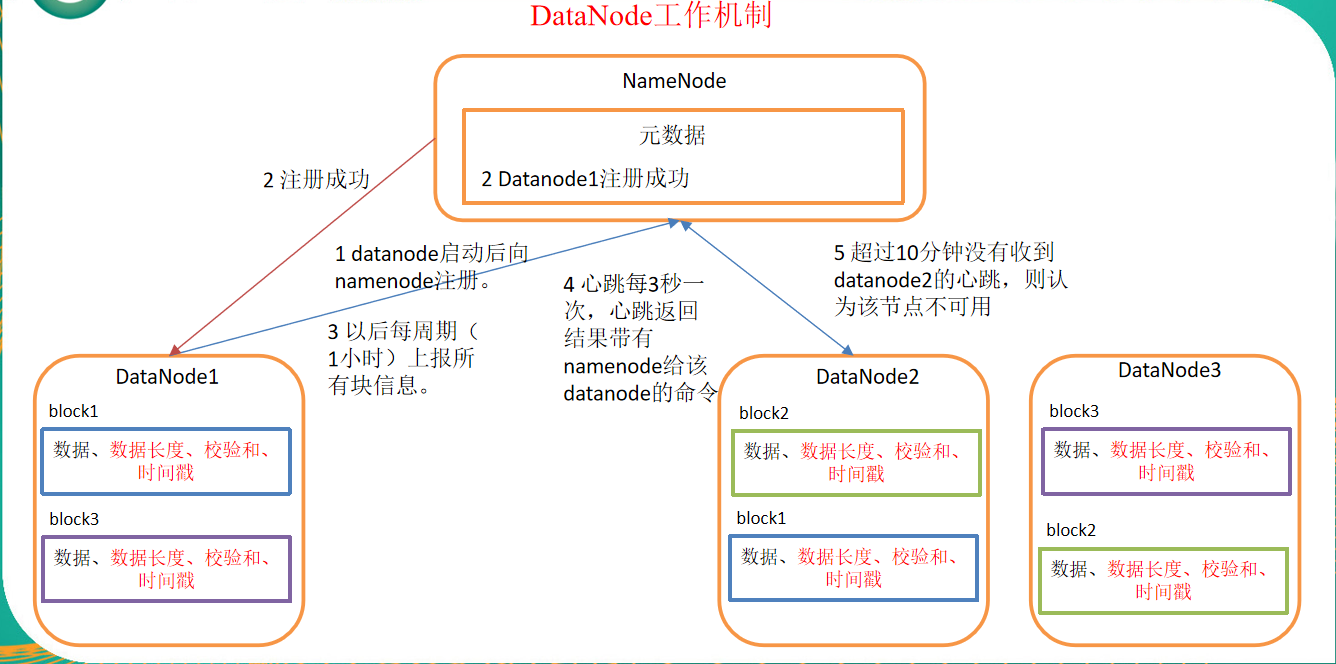 DataNode工作机制
NameNode
元数据
2 Datanode1注册成功
2 注册成功
1 datanode启动后向
namenode注册。
3 以后每周期（
1小时）上报所
有块信息。
4 心跳每3秒一
次，心跳返回
结果带有
namenode给该
datanode的命令
5 超过10分钟没有收到
datanode2的心跳，则认
为该节点不可用
DataNode1
block1
数据、数据长度、校验和、
时间戳
block3
数据、数据长度、校验和、
时间戳
DataNode2
block2
数据、数据长度、校验和、
时间戳
block1
数据、数据长度、校验和、
时间戳
DataNode3
block3
数据、数据长度、校验和、
时间戳
block2
数据、数据长度、校验和、
时间戳